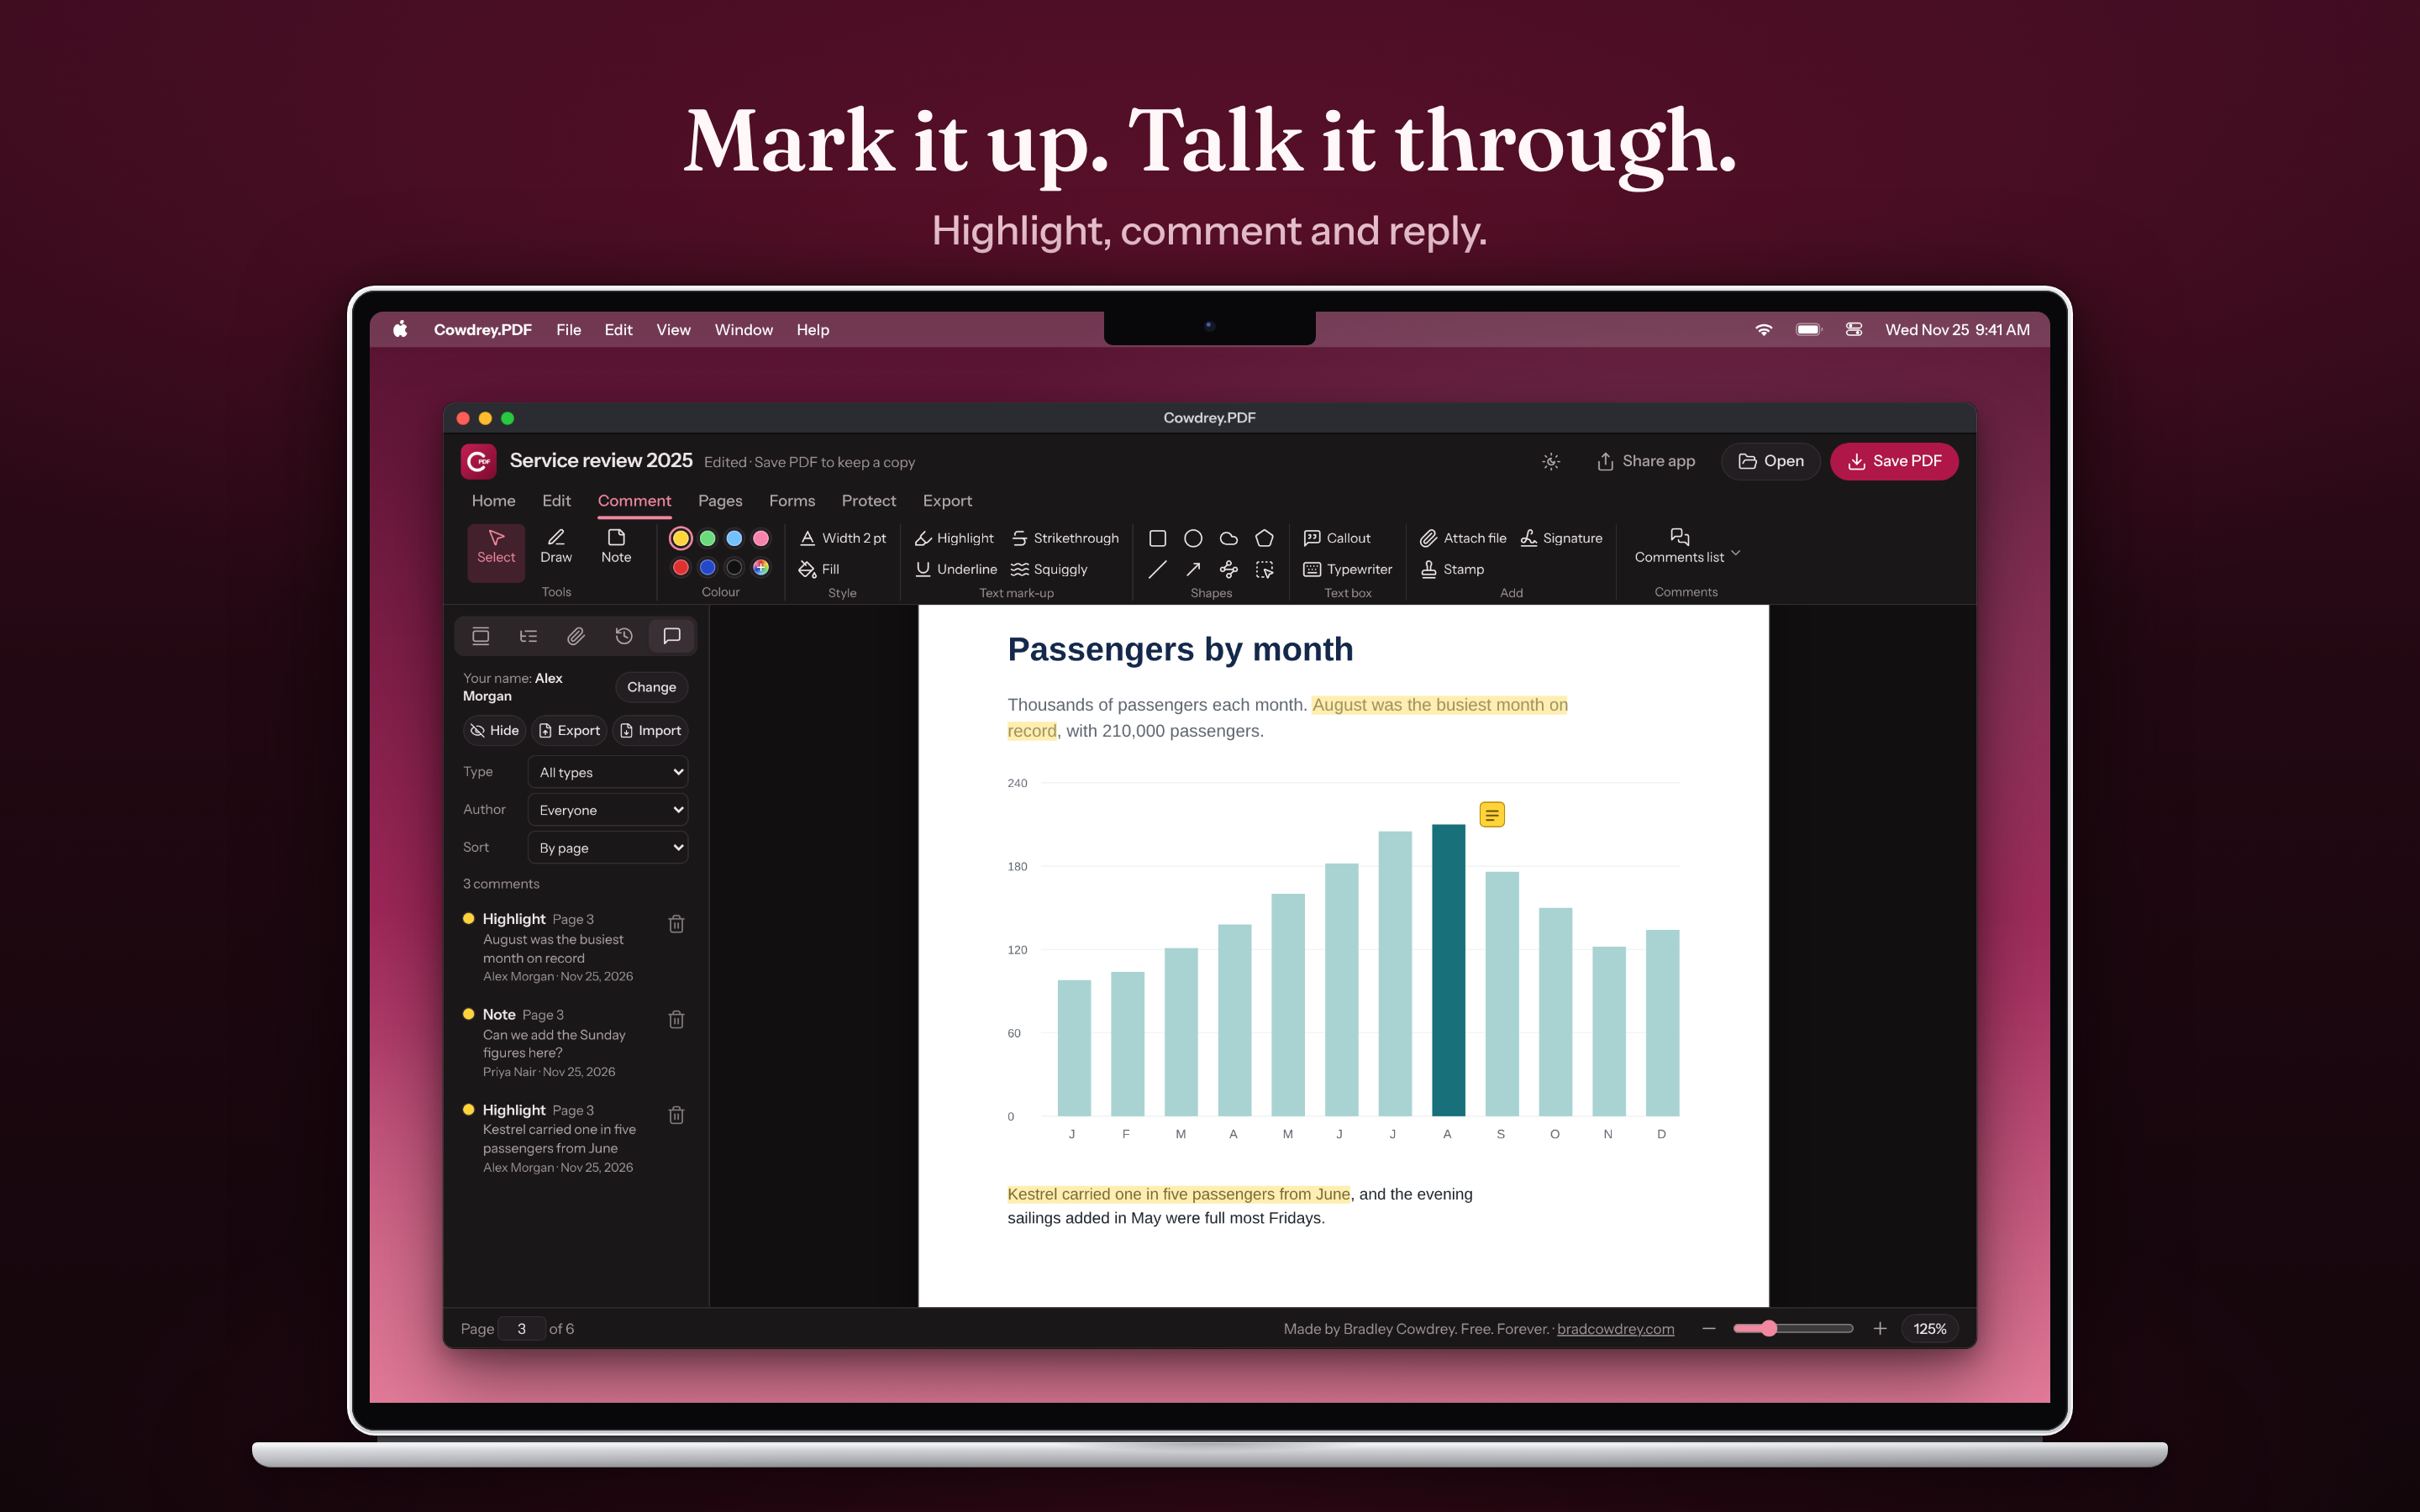 Mark it up. Talk it through.
Highlight, comment and reply.
Cowdrey.PDF File Edit View Window Help
Wed Nov 25 9:41 AM
Cowdrey.PDF
C PDF
Service review 2025 Edited · Save PDF to keep a copy
Share app Open Save PDF
Home Edit Comment Pages Forms Protect Export
Select Draw Note
Tools
Colour
Width 2 pt
Fill
Style
Highlight Strikethrough
Underline Squiggly
Text mark-up
Shapes
Callout
Typewriter
Text box
Attach file Signature
Stamp
Add
Comments list
Comments
Your name: Alex
Morgan
Change
Hide Export Import
Type All types
Author Everyone
Sort By page
3 comments
Highlight Page 3
August was the busiest
month on record
Alex Morgan · Nov 25, 2026
Note Page 3
Can we add the Sunday
figures here?
Priya Nair · Nov 25, 2026
Highlight Page 3
Kestrel carried one in five
passengers from June
Alex Morgan · Nov 25, 2026
Passengers by month
Thousands of passengers each month. August was the busiest month on
record, with 210,000 passengers.
240
180
120
60
0
J F M A M J J A S O N D
Kestrel carried one in five passengers from June, and the evening
sailings added in May were full most Fridays.
Page 3 of 6
Made by Bradley Cowdrey. Free. Forever. · bradcowdrey.com
125%